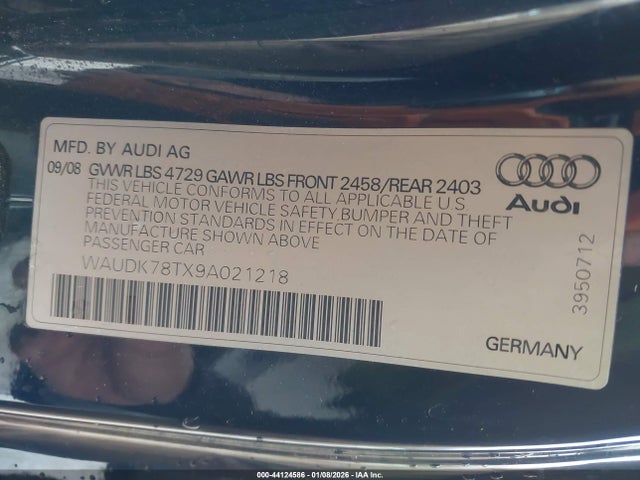 MFD. BY AUDI AG
09/08 GVWR LBS 4729 GAWR LBS FRONT 2458/REAR 2403
THIS VEHICLE CONFORMS TO ALL APPLICABLE U.S.
FEDERAL MOTOR VEHICLE SAFETY BUMPER AND THEFT
PREVENTION STANDARDS IN EFFECT ON THE DATE OF
MANUFACTURE SHOWN ABOVE
PASSENGER CAR
WAUDK78TX9A021218
Audi
3950712
GERMANY
000-44124586 - 01/08/2026 - IAA Inc.